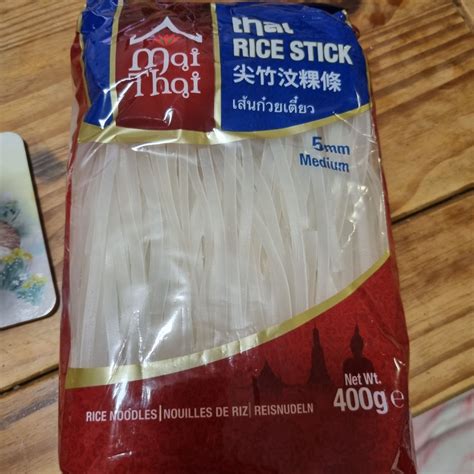 Mai
Thai
thai
RICE STICK
尖竹汶粿條
เส้นก๋วยเตี๋ยว
5mm
Medium
Net Wt.
400g e
RICE NOODLES | NOUILLES DE RIZ | REISNUDELN